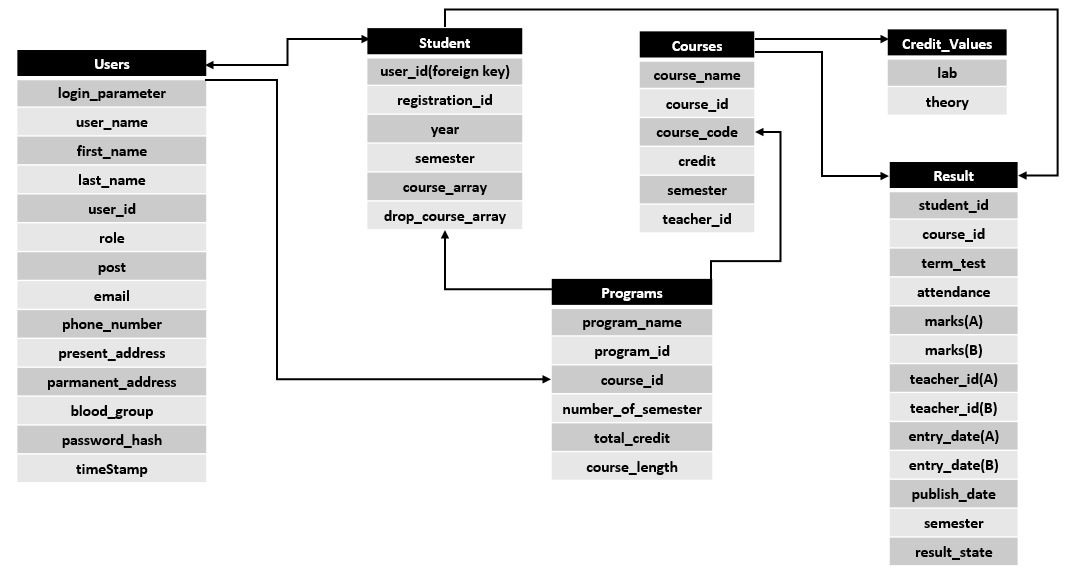 Users
login_parameter
user_name
first_name
last_name
user_id
role
post
email
phone_number
present_address
parmanent_address
blood_group
password_hash
timeStamp
Student
user_id(foreign key)
registration_id
year
semester
course_array
drop_course_array
Courses
course_name
course_id
course_code
credit
semester
teacher_id
Credit_Values
lab
theory
Programs
program_name
program_id
course_id
number_of_semester
total_credit
course_length
Result
student_id
course_id
term_test
attendance
marks(A)
marks(B)
teacher_id(A)
teacher_id(B)
entry_date(A)
entry_date(B)
publish_date
semester
result_state